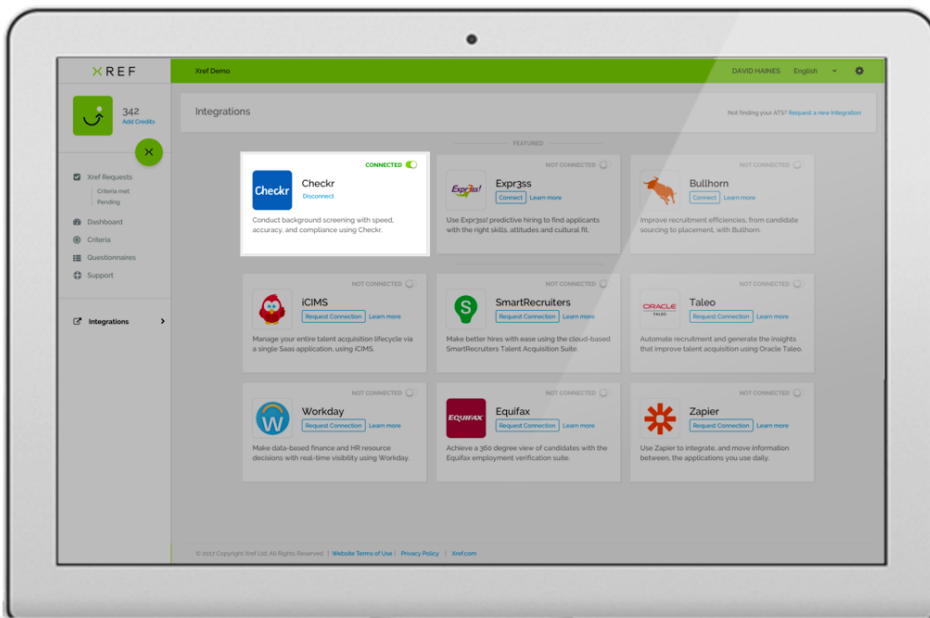 XREF
Xref Demo
DAVID HAINES English
342
Add Credits
Xref Requests
Criteria met
Pending
Dashboard
Criteria
Questionnaires
Support
Integrations
Integrations
Not finding your ATS? Request a new Integration
FEATURED
CONNECTED
Checkr
Checkr
Disconnect
Conduct background screening with speed,
accuracy, and compliance using Checkr.
NOT CONNECTED
Expr3ss!
Expr3ss
Connect Learn more
Use Expr3ss! predictive hiring to find applicants
with the right skills, attitudes and cultural fit.
NOT CONNECTED
Bullhorn
Connect Learn more
Improve recruitment efficiencies, from candidate
sourcing to placement, with Bullhorn.
NOT CONNECTED
iCIMS
Request Connection Learn more
Manage your entire talent acquisition lifecycle via
a single Saas application, using iCIMS.
NOT CONNECTED
S
SmartRecruiters
Request Connection Learn more
Make better hires with ease using the cloud-based
SmartRecruiters Talent Acquisition Suite.
NOT CONNECTED
ORACLE
TALEO
Taleo
Request Connection Learn more
Automate recruitment and generate the insights
that improve talent acquisition using Oracle Taleo.
NOT CONNECTED
W
Workday
Request Connection Learn more
Make data-based finance and HR resource
decisions with real-time visibility using Workday.
NOT CONNECTED
EQUIFAX
Equifax
Request Connection Learn more
Achieve a 360 degree view of candidates with the
Equifax employment verification suite.
NOT CONNECTED
Zapier
Request Connection Learn more
Use Zapier to integrate, and move information
between, the applications you use daily.
© 2017 Copyright Xref Ltd. All Rights Reserved | Website Terms of Use | Privacy Policy | Xref.com